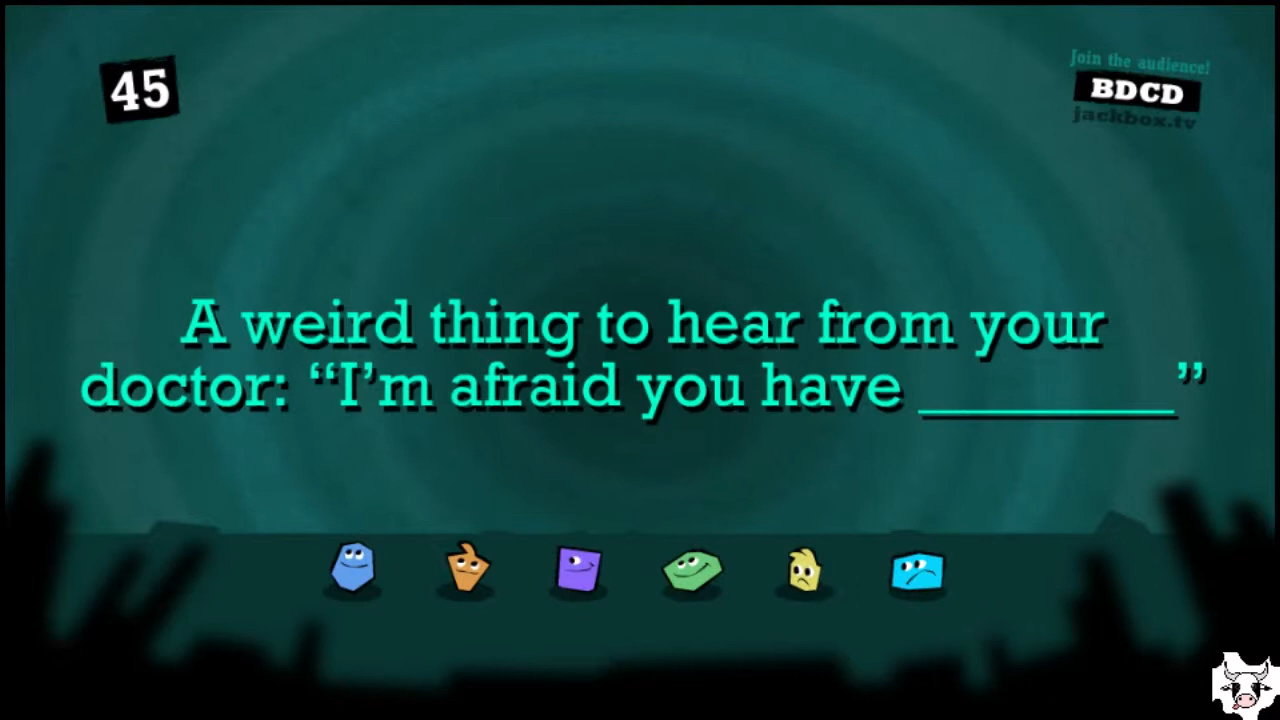 45
Join the audience!
BDCD
jackbox.tv
A weird thing to hear from your
doctor: “I’m afraid you have ________”